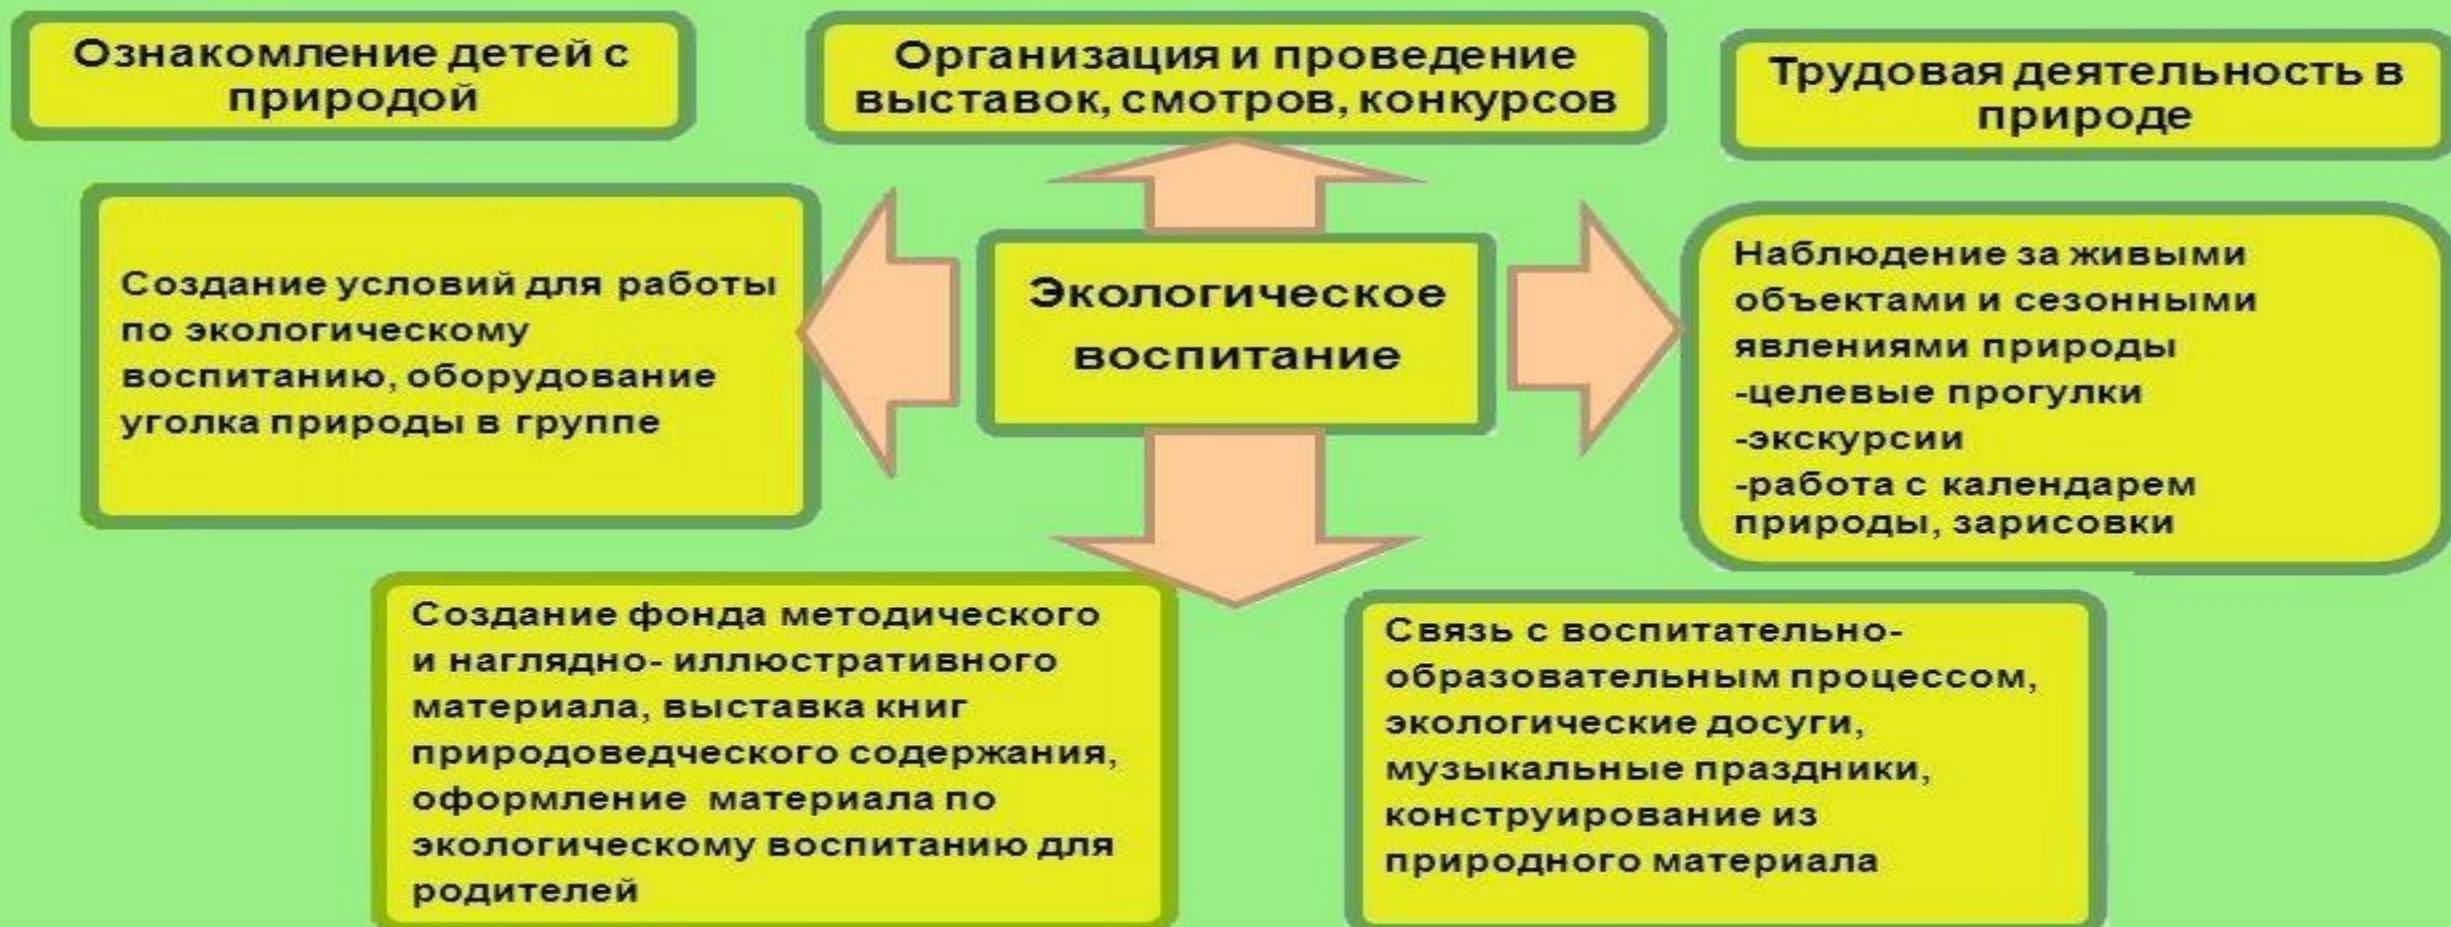 Ознакомление детей с
природой
Организация и проведение
выставок, смотров, конкурсов
Трудовая деятельность в
природе
Создание условий для работы
по экологическому
воспитанию, оборудование
уголка природы в группе
Экологическое
воспитание
Наблюдение за живыми
объектами и сезонными
явлениями природы
-целевые прогулки
-экскурсии
-работа с календарем
природы, зарисовки
Создание фонда методического
и наглядно- иллюстративного
материала, выставка книг
природоведческого содержания,
оформление материала по
экологическому воспитанию для
родителей
Связь с воспитательно-
образовательным процессом,
экологические досуги,
музыкальные праздники,
конструирование из
природного материала